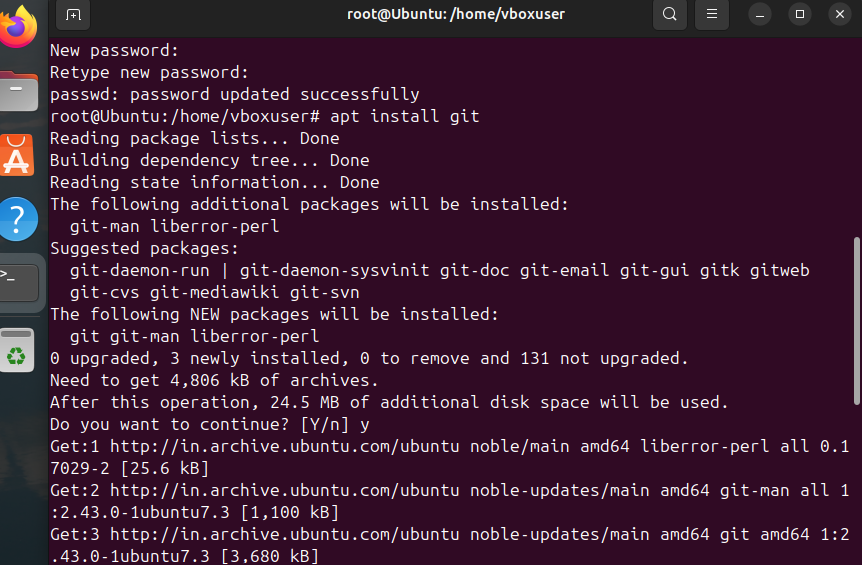 root@Ubuntu: /home/vboxuser
New password:
Retype new password:
passwd: password updated successfully
root@Ubuntu:/home/vboxuser# apt install git
Reading package lists... Done
Building dependency tree... Done
Reading state information... Done
The following additional packages will be installed:
  git-man liberror-perl
Suggested packages:
  git-daemon-run | git-daemon-sysvinit git-doc git-email git-gui gitk gitweb
  git-cvs git-mediawiki git-svn
The following NEW packages will be installed:
  git git-man liberror-perl
0 upgraded, 3 newly installed, 0 to remove and 131 not upgraded.
Need to get 4,806 kB of archives.
After this operation, 24.5 MB of additional disk space will be used.
Do you want to continue? [Y/n] y
Get:1 http://in.archive.ubuntu.com/ubuntu noble/main amd64 liberror-perl all 0.1
7029-2 [25.6 kB]
Get:2 http://in.archive.ubuntu.com/ubuntu noble-updates/main amd64 git-man all 1
:2.43.0-1ubuntu7.3 [1,100 kB]
Get:3 http://in.archive.ubuntu.com/ubuntu noble-updates/main amd64 git amd64 1:2
.43.0-1ubuntu7.3 [3,680 kB]